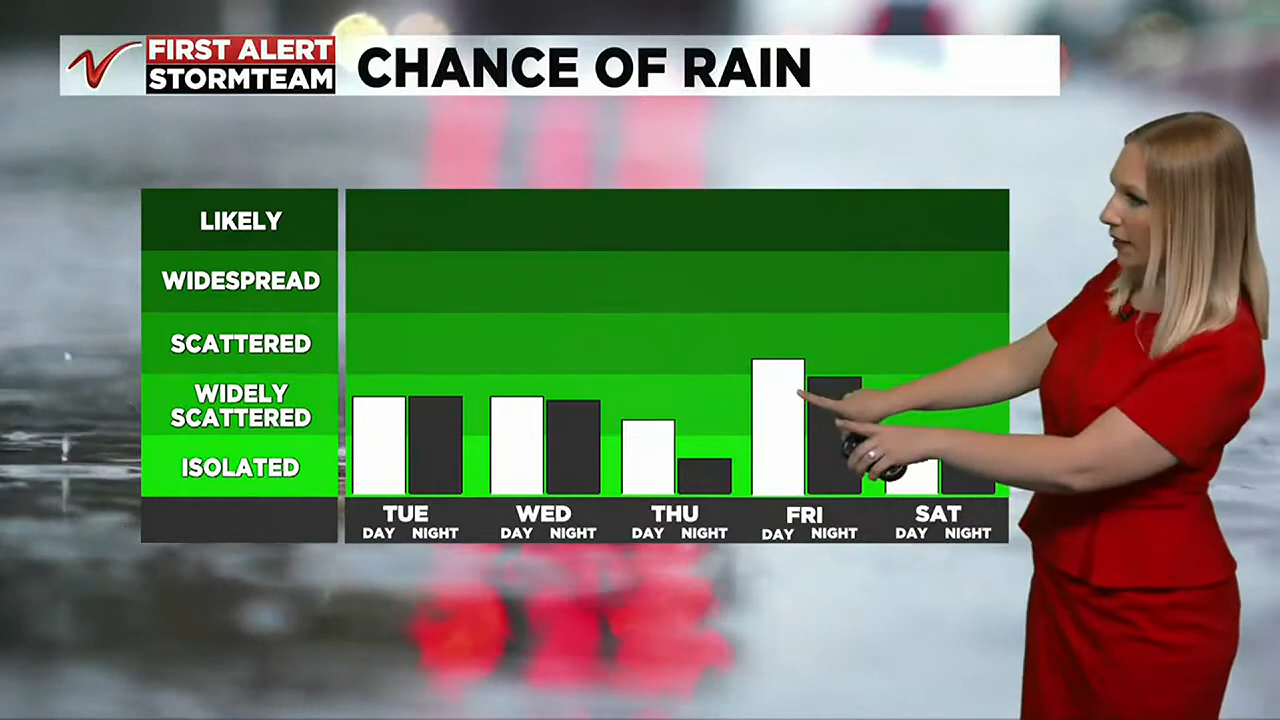 FIRST ALERT
STORMTEAM
CHANCE OF RAIN
LIKELY
WIDESPREAD
SCATTERED
WIDELY
SCATTERED
ISOLATED
TUE WED THU FRI SAT
DAY NIGHT DAY NIGHT DAY NIGHT DAY NIGHT DAY NIGHT